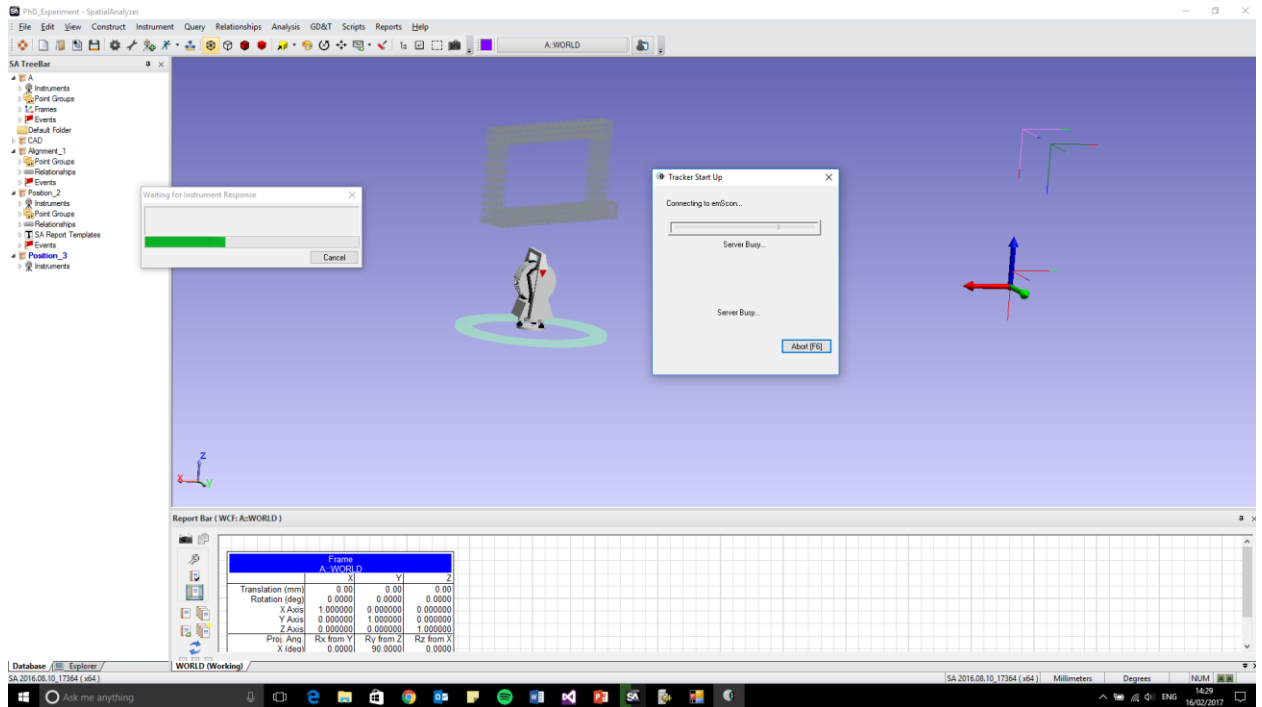 PhD_Experiment - SpatialAnalyzer
File Edit View Construct Instrument Query Relationships Analysis GD&T Scripts Reports Help
A::WORLD
SA TreeBar
A
Instruments
Point Groups
Frames
Events
Default Folder
CAD
Alignment_1
Point Groups
Relationships
Events
Position_2
Instruments
Point Groups
Relationships
SA Report Templates
Events
Position_3
Instruments
Waiting for Instrument Response
Cancel
Tracker Start Up
Connecting to emScon...
Server Busy...
Server Busy...
Abort [F6]
Z
X
Y
Report Bar ( WCF: A::WORLD )
Frame
A::WORLD
X Y Z
Translation (mm) 0.00 0.00 0.00
Rotation (deg) 0.0000 0.0000 0.0000
X Axis 1.000000 0.000000 0.000000
Y Axis 0.000000 1.000000 0.000000
Z Axis 0.000000 0.000000 1.000000
Proj. Ang. Rx from Y Ry from Z Rz from X
X (deg) 0.0000 90.0000 0.0000
Database Explorer
WORLD (Working)
SA 2016.08.10_17364 ( x64 )
SA 2016.08.10_17364 ( x64 ) Millimeters Degrees NUM
Ask me anything
ENG
14:29
16/02/2017